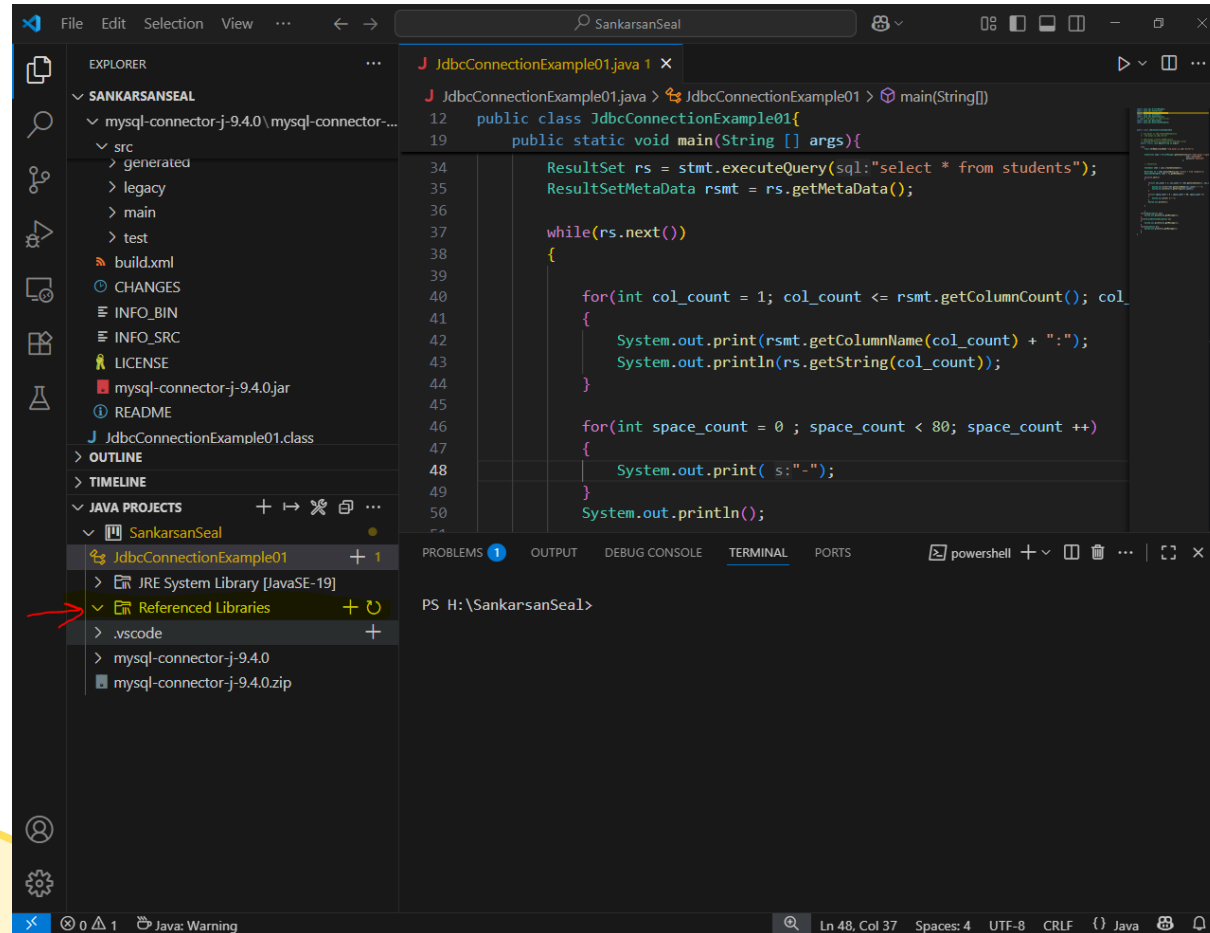 File Edit Selection View ··· SankarsanSeal
EXPLORER ···
SANKARSANSEAL
mysql-connector-j-9.4.0\mysql-connector-...
src
generated
legacy
main
test
build.xml
CHANGES
INFO_BIN
INFO_SRC
LICENSE
mysql-connector-j-9.4.0.jar
README
J JdbcConnectionExample01.class
OUTLINE
TIMELINE
JAVA PROJECTS ···
SankarsanSeal
JdbcConnectionExample01 1
JRE System Library [JavaSE-19]
Referenced Libraries
.vscode
mysql-connector-j-9.4.0
mysql-connector-j-9.4.0.zip
J JdbcConnectionExample01.java 1
J JdbcConnectionExample01.java > JdbcConnectionExample01 > main(String[])
12 public class JdbcConnectionExample01{
19 public static void main(String [] args){
34 ResultSet rs = stmt.executeQuery(sql:"select * from students");
35 ResultSetMetaData rsmt = rs.getMetaData();
36
37 while(rs.next())
38 {
39
40 for(int col_count = 1; col_count <= rsmt.getColumnCount(); col_
41 {
42 System.out.print(rsmt.getColumnName(col_count) + ":");
43 System.out.println(rs.getString(col_count));
44 }
45
46 for(int space_count = 0 ; space_count < 80; space_count ++)
47 {
48 System.out.print( s:"-");
49 }
50 System.out.println();
PROBLEMS 1 OUTPUT DEBUG CONSOLE TERMINAL PORTS powershell
PS H:\SankarsanSeal>
0 1 Java: Warning Ln 48, Col 37 Spaces: 4 UTF-8 CRLF {} Java